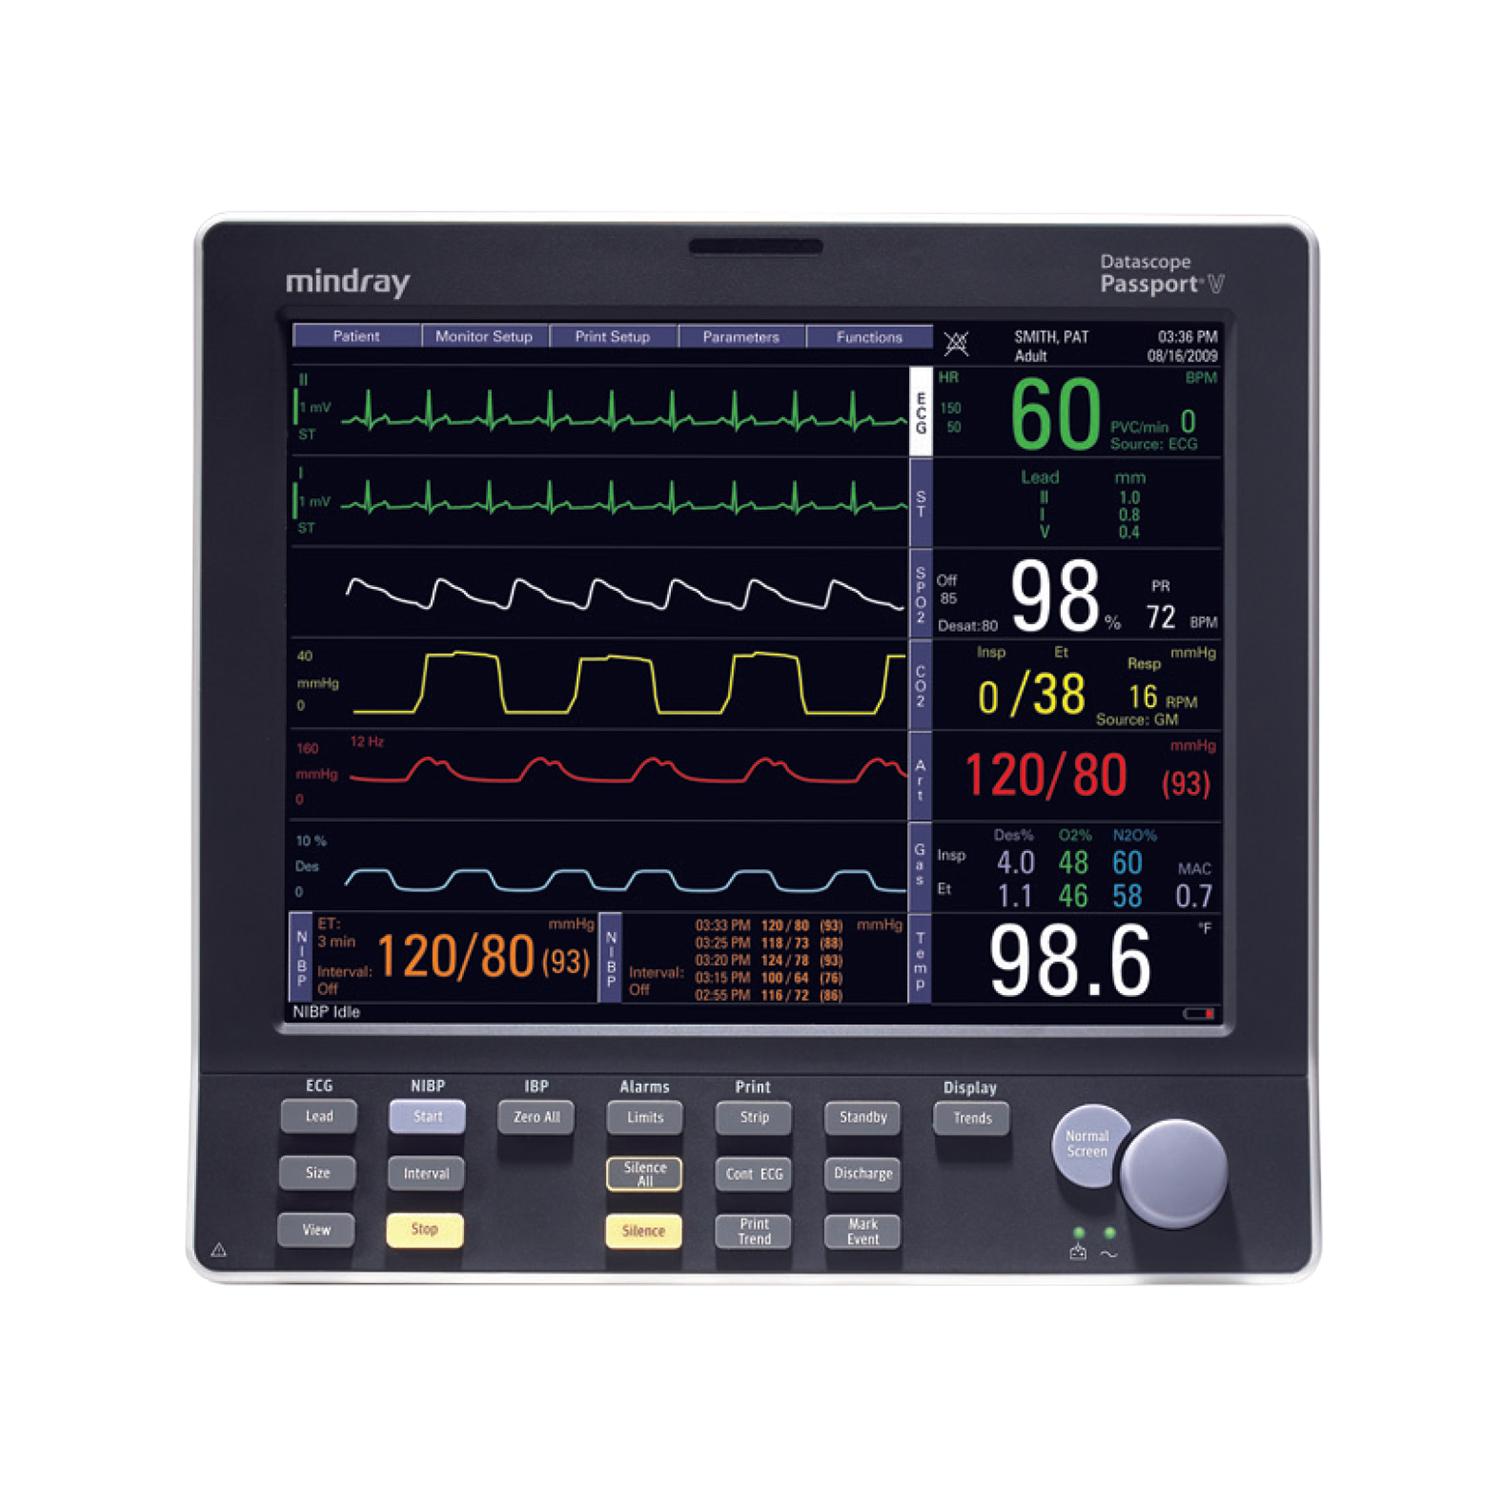 mindray
Datascope
Passport® V
Patient Monitor Setup Print Setup Parameters Functions
SMITH, PAT 03:36 PM
Adult 08/16/2009
II
1 mV
ST
ECG
HR 60 BPM
150
50
PVC/min 0
Source: ECG
I
1 mV
ST
ST
Lead mm
II 1.0
I 0.8
V 0.4
SPO2
Off
85
Desat:80
98 %
PR
72 BPM
40
mmHg
0
CO2
Insp Et mmHg
0 /38
Resp
16 RPM
Source: GM
160 12 Hz
mmHg
0
Art
mmHg
120/80 (93)
10 %
Des
0
Gas
Des% O2% N2O%
Insp 4.0 48 60
MAC
Et 1.1 46 58 0.7
NIBP
ET:
3 min
Interval:
Off
mmHg
120/80 (93)
NIBP
Interval:
Off
03:33 PM 120 / 80 (93) mmHg
03:25 PM 118 / 73 (88)
03:20 PM 124 / 78 (93)
03:15 PM 100 / 64 (76)
02:55 PM 116 / 72 (86)
Temp
°F
98.6
NIBP Idle
ECG NIBP IBP Alarms Print Display
Lead Start Zero All Limits Strip Standby Trends
Size Interval Silence All Cont ECG Discharge
View Stop Silence Print Trend Mark Event
Normal
Screen